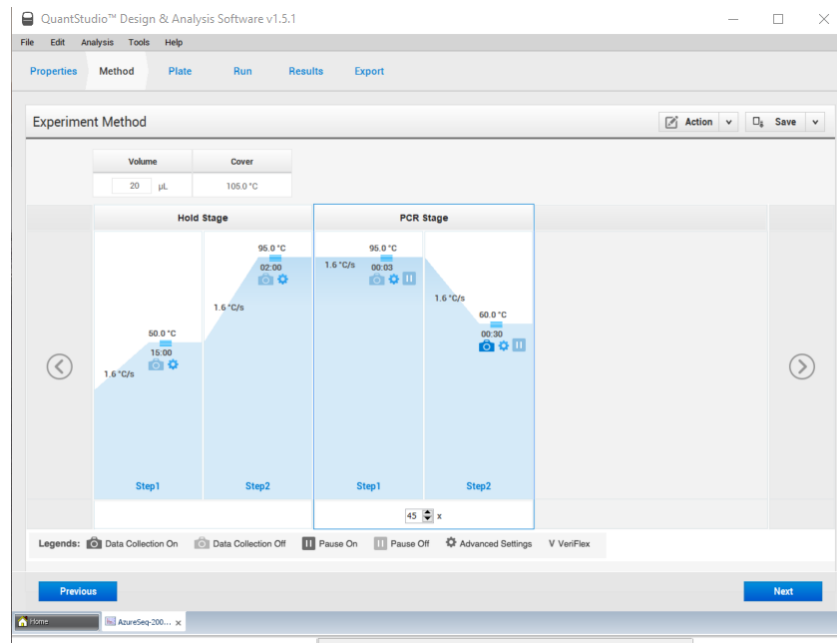 QuantStudio™ Design & Analysis Software v1.5.1
File Edit Analysis Tools Help
Properties Method Plate Run Results Export
Experiment Method
Action
Save
Volume Cover
20 µL 105.0 °C
Hold Stage PCR Stage
95.0 °C 95.0 °C
02:00 1.6 °C/s 00:03
1.6 °C/s 1.6 °C/s
60.0 °C
50.0 °C 00:30
15:00
1.6 °C/s
Step1 Step2 Step1 Step2
45 x
Legends: Data Collection On Data Collection Off Pause On Pause Off Advanced Settings V VeriFlex
Previous Next
Home AzureSeq-200... x